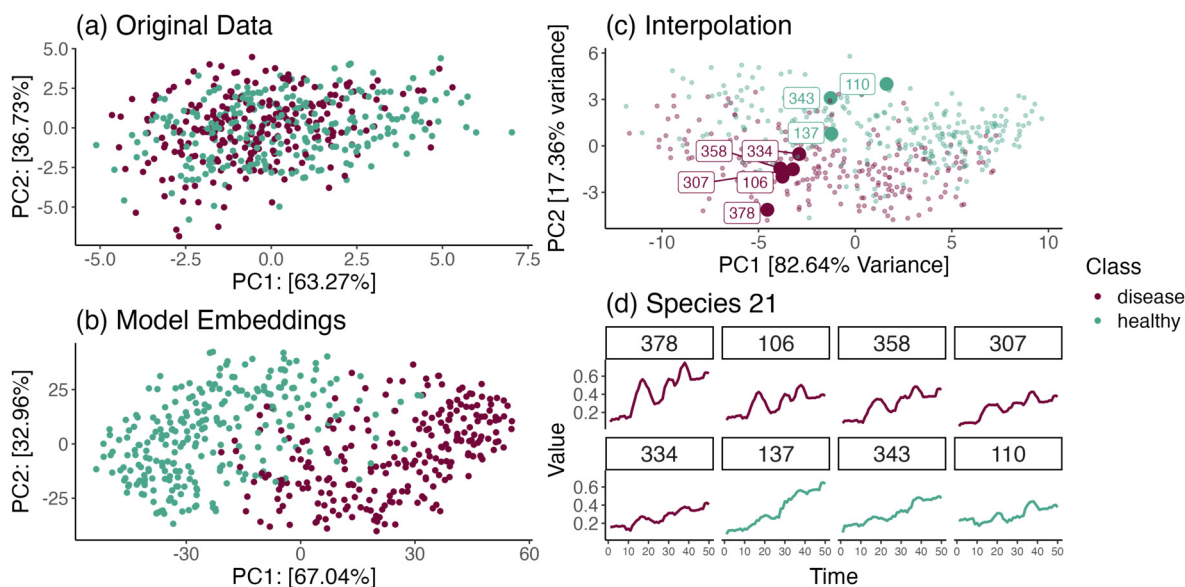 (a) Original Data
PC2: [36.73%]
5.0
2.5
0.0
-2.5
-5.0
-5.0 -2.5 0.0 2.5 5.0 7.5
PC1: [63.27%]
(b) Model Embeddings
PC2: [32.96%]
25
0
-25
-30 0 30 60
PC1: [67.04%]
(c) Interpolation
PC2 [17.36% variance]
6
3
0
-3
110
343
137
358 334
307 106
378
-10 -5 0 5 10
PC1 [82.64% Variance]
(d) Species 21
378 106 358 307
0.6
0.4
0.2
Value
334 137 343 110
0.6
0.4
0.2
0 10 20 30 40 50 0 10 20 30 40 50 0 10 20 30 40 50 0 10 20 30 40 50
Time
Class
disease
healthy